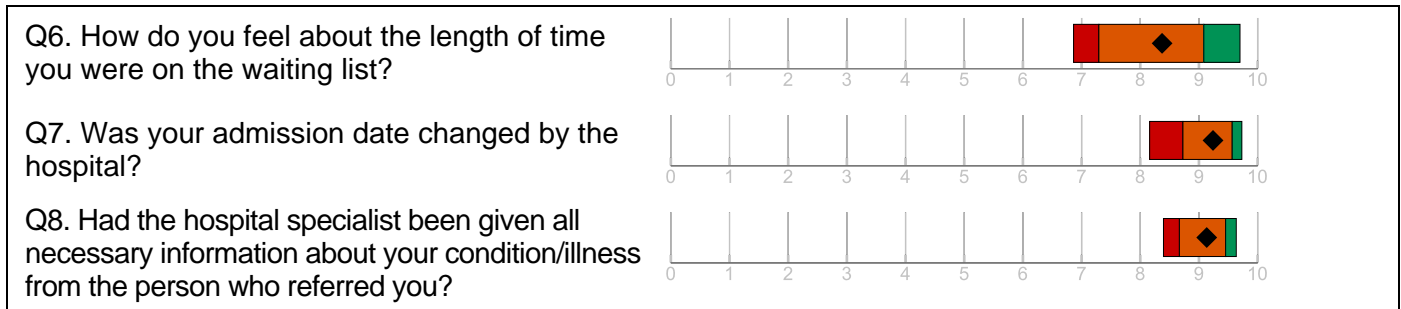 Q6. How do you feel about the length of time
you were on the waiting list?
0 1 2 3 4 5 6 7 8 9 10
Q7. Was your admission date changed by the
hospital?
0 1 2 3 4 5 6 7 8 9 10
Q8. Had the hospital specialist been given all
necessary information about your condition/illness
from the person who referred you?
0 1 2 3 4 5 6 7 8 9 10